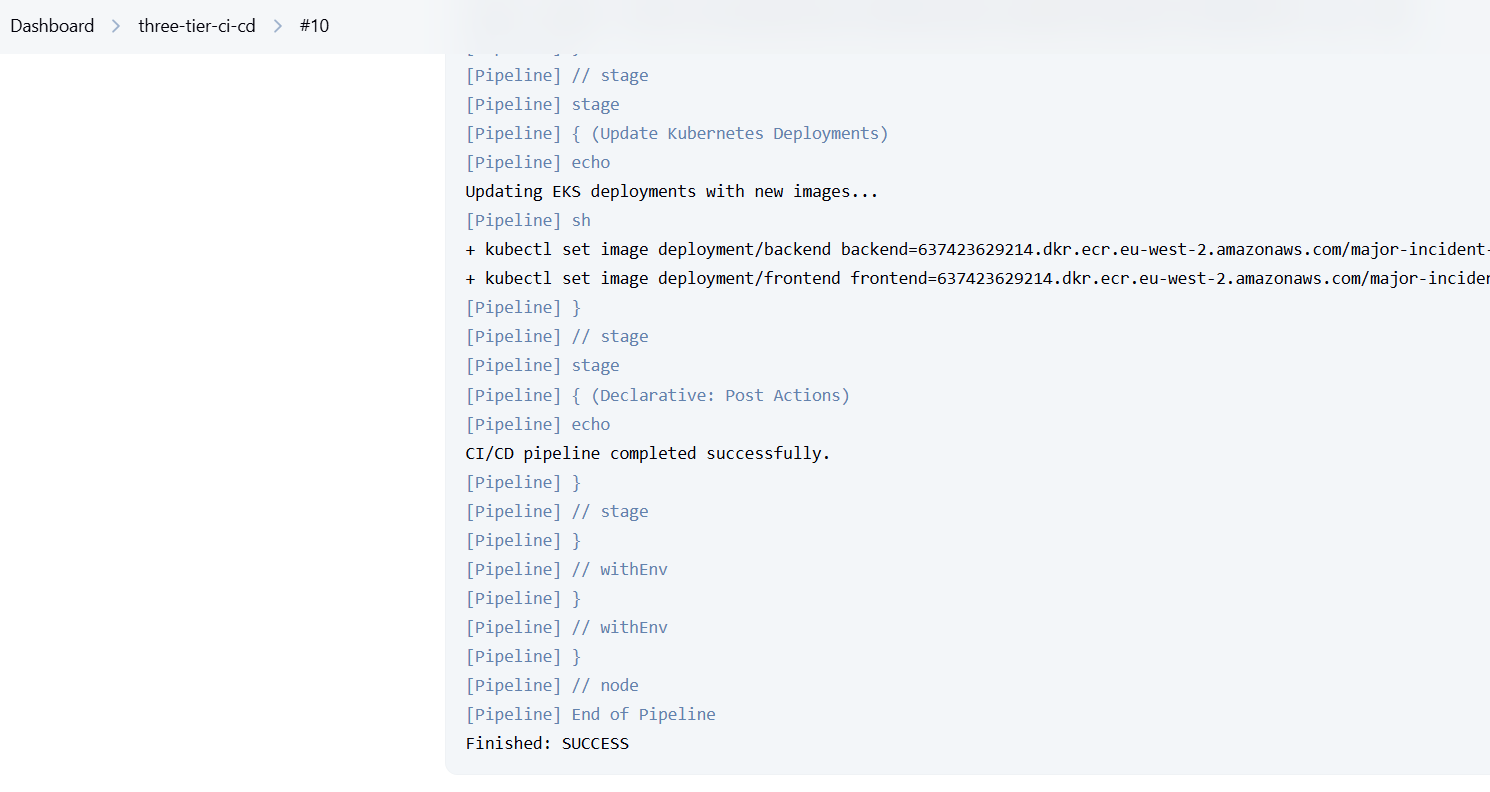 Dashboard > three-tier-ci-cd > #10
[Pipeline] // stage
[Pipeline] stage
[Pipeline] { (Update Kubernetes Deployments)
[Pipeline] echo
Updating EKS deployments with new images...
[Pipeline] sh
+ kubectl set image deployment/backend backend=637423629214.dkr.ecr.eu-west-2.amazonaws.com/major-incident-
+ kubectl set image deployment/frontend frontend=637423629214.dkr.ecr.eu-west-2.amazonaws.com/major-inciden
[Pipeline] }
[Pipeline] // stage
[Pipeline] stage
[Pipeline] { (Declarative: Post Actions)
[Pipeline] echo
CI/CD pipeline completed successfully.
[Pipeline] }
[Pipeline] // stage
[Pipeline] }
[Pipeline] // withEnv
[Pipeline] }
[Pipeline] // withEnv
[Pipeline] }
[Pipeline] // node
[Pipeline] End of Pipeline
Finished: SUCCESS